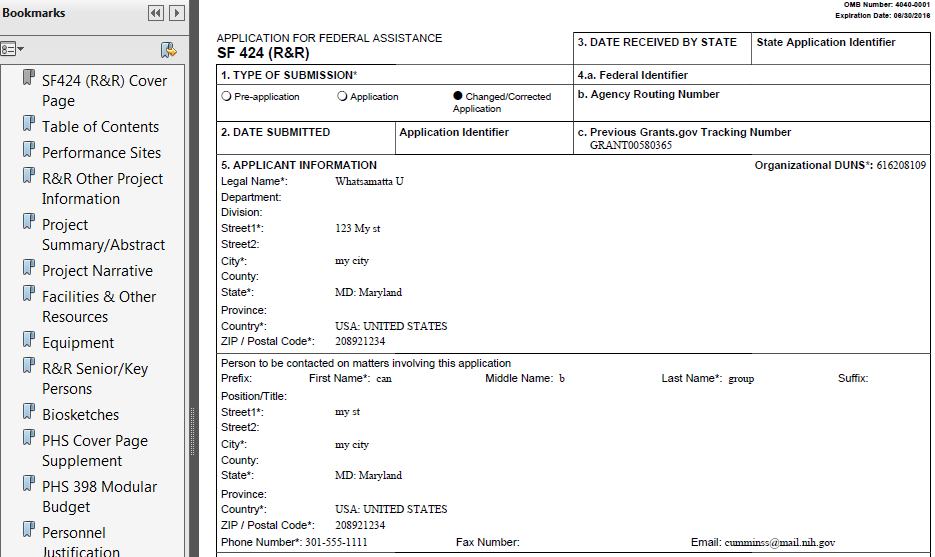 Bookmarks
SF424 (R&R) Cover
Page
Table of Contents
Performance Sites
R&R Other Project
Information
Project
Summary/Abstract
Project Narrative
Facilities & Other
Resources
Equipment
R&R Senior/Key
Persons
Biosketches
PHS Cover Page
Supplement
PHS 398 Modular
Budget
Personnel
Justification
OMB Number: 4040-0001
Expiration Date: 06/30/2016
APPLICATION FOR FEDERAL ASSISTANCE
SF 424 (R&R)
3. DATE RECEIVED BY STATE State Application Identifier
1. TYPE OF SUBMISSION* 4.a. Federal Identifier
Pre-application Application Changed/Corrected
Application
b. Agency Routing Number
2. DATE SUBMITTED Application Identifier c. Previous Grants.gov Tracking Number
GRANT00580365
5. APPLICANT INFORMATION Organizational DUNS*: 616208109
Legal Name*: Whatsamatta U
Department:
Division:
Street1*: 123 My st
Street2:
City*: my city
County:
State*: MD: Maryland
Province:
Country*: USA: UNITED STATES
ZIP / Postal Code*: 208921234
Person to be contacted on matters involving this application
Prefix: First Name*: can Middle Name: b Last Name*: group Suffix:
Position/Title:
Street1*: my st
Street2:
City*: my city
County:
State*: MD: Maryland
Province:
Country*: USA: UNITED STATES
ZIP / Postal Code*: 208921234
Phone Number*: 301-555-1111 Fax Number: Email: cumminss@mail.nih.gov